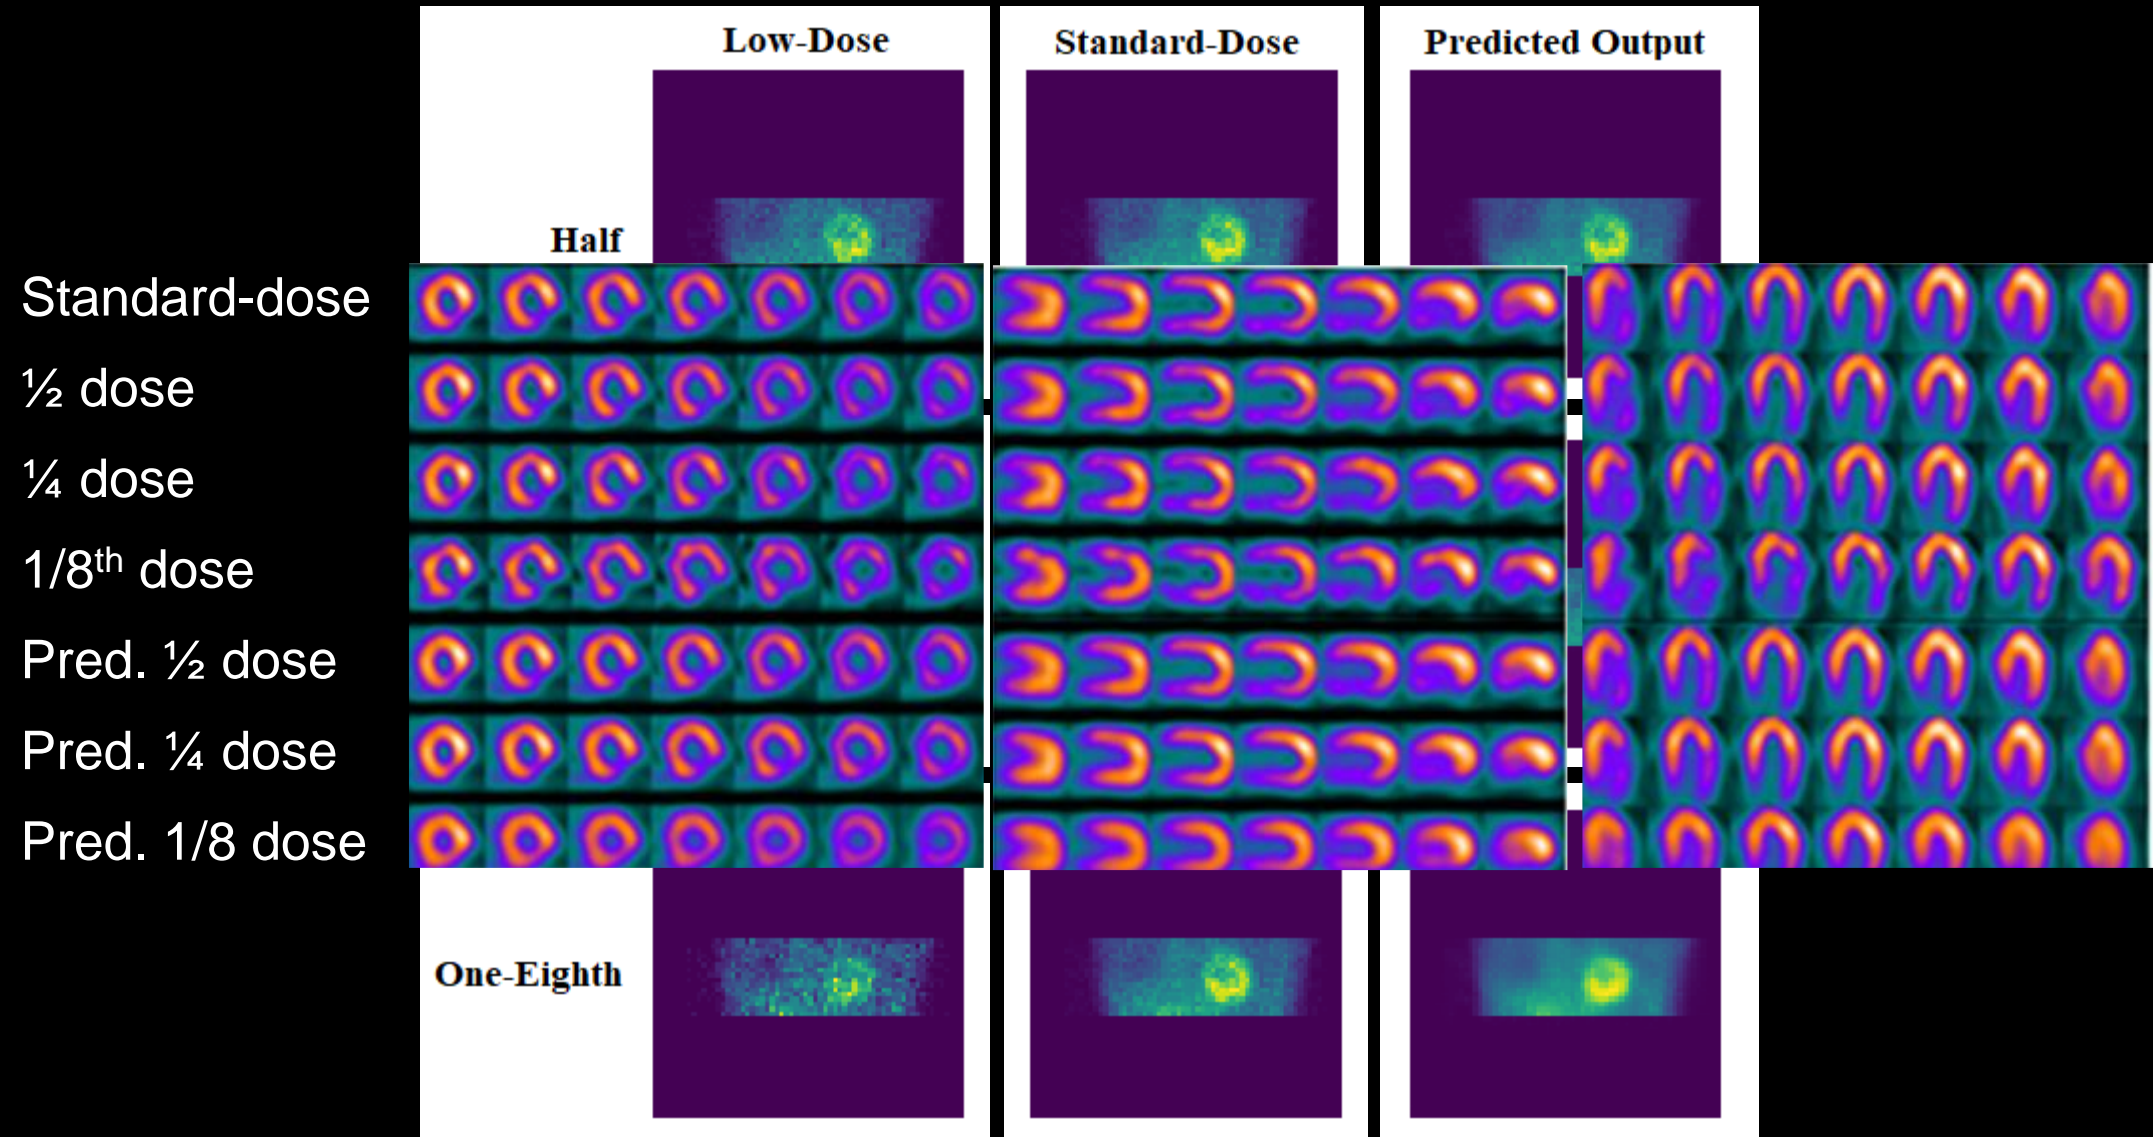 Low-Dose
Standard-Dose
Predicted Output
Half
Standard-dose
½ dose
¼ dose
1/8th dose
Pred. ½ dose
Pred. ¼ dose
Pred. 1/8 dose
One-Eighth